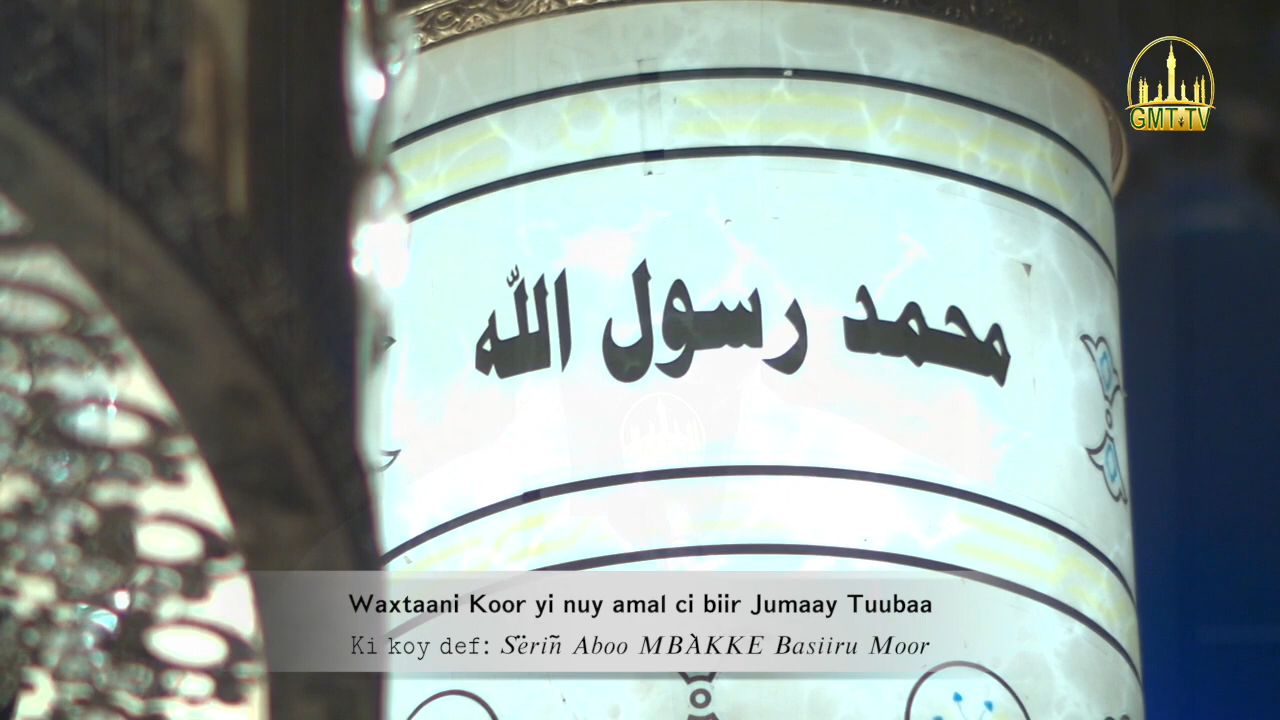 GMT TV
محمد رسول الله
Waxtaani Koor yi nuy amal ci biir Jumaay Tuubaa
Ki koy def: S̈eriñ Aboo MBÀKKE Basiiru Moor